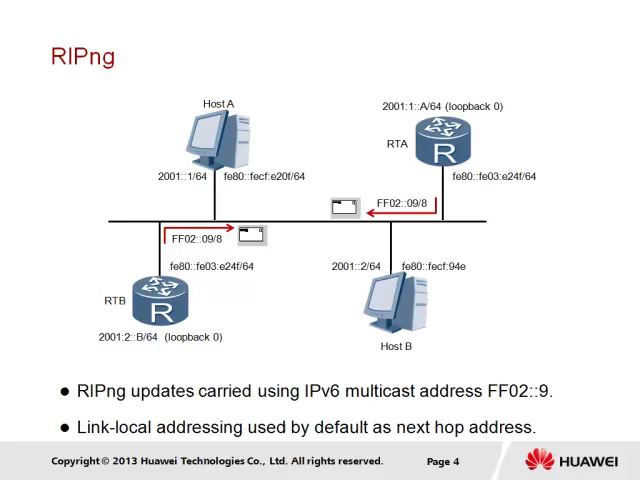 RIPng
Host A
2001:1::A/64 (loopback 0)
RTA
R
2001::1/64
fe80::fecf:e20f/64
fe80::fe03:e24f/64
FF02::09/8
FF02::09/8
fe80::fe03:e24f/64
2001::2/64
fe80::fecf:94e
RTB
R
2001:2::B/64 (loopback 0)
Host B
● RIPng updates carried using IPv6 multicast address FF02::9.
● Link-local addressing used by default as next hop address.
Copyright © 2013 Huawei Technologies Co., Ltd. All rights reserved.
Page 4
HUAWEI